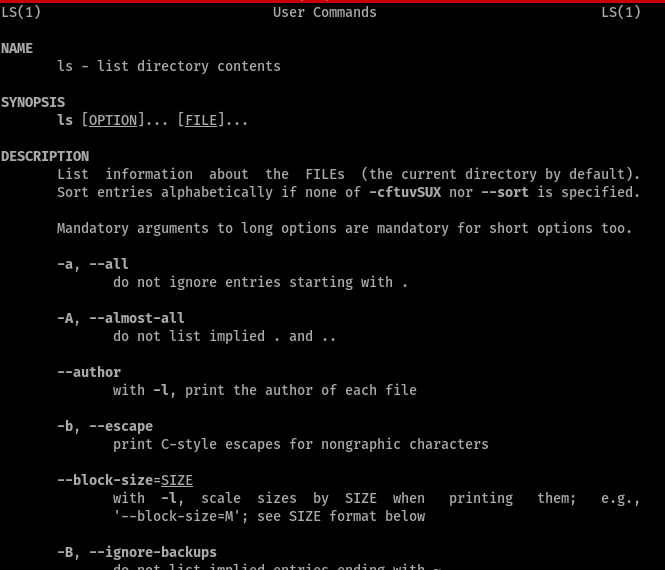 LS(1) User Commands LS(1)
NAME
ls - list directory contents
SYNOPSIS
ls [OPTION]... [FILE]...
DESCRIPTION
List information about the FILEs (the current directory by default).
Sort entries alphabetically if none of -cftuvSUX nor --sort is specified.
Mandatory arguments to long options are mandatory for short options too.
-a, --all
do not ignore entries starting with .
-A, --almost-all
do not list implied . and ..
--author
with -l, print the author of each file
-b, --escape
print C-style escapes for nongraphic characters
--block-size=SIZE
with -l, scale sizes by SIZE when printing them; e.g.,
'--block-size=M'; see SIZE format below
-B, --ignore-backups
do not list implied entries ending with ~